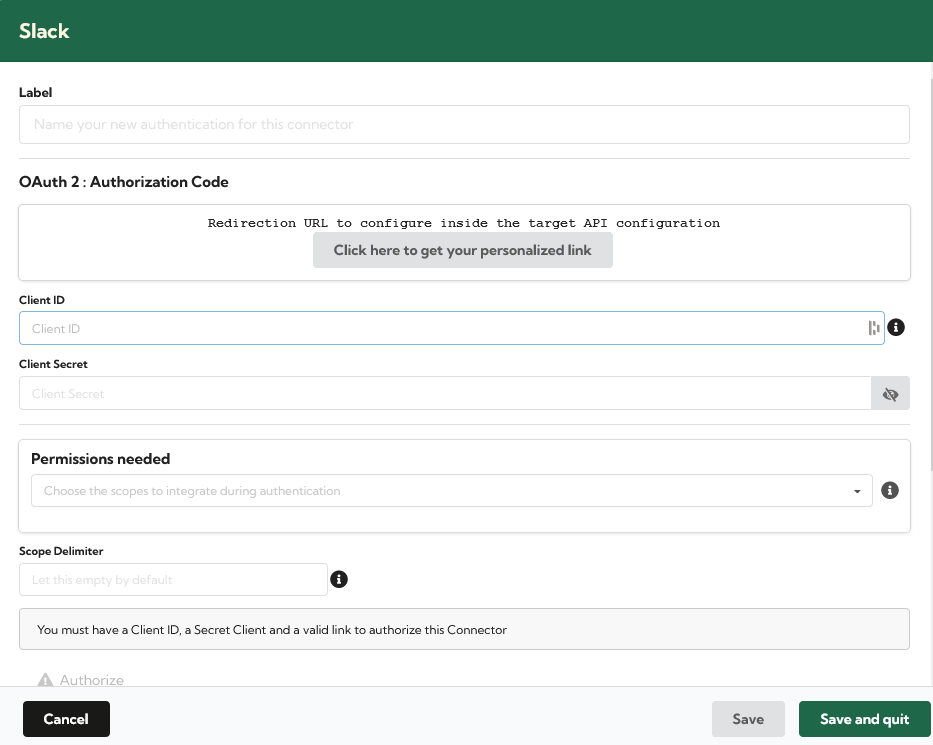 Slack
Label
Name your new authentication for this connector
OAuth 2 : Authorization Code
Redirection URL to configure inside the target API configuration
Click here to get your personalized link
Client ID
Client ID
Client Secret
Client Secret
Permissions needed
Choose the scopes to integrate during authentication
Scope Delimiter
Let this empty by default
You must have a Client ID, a Secret Client and a valid link to authorize this Connector
Authorize
Cancel
Save
Save and quit